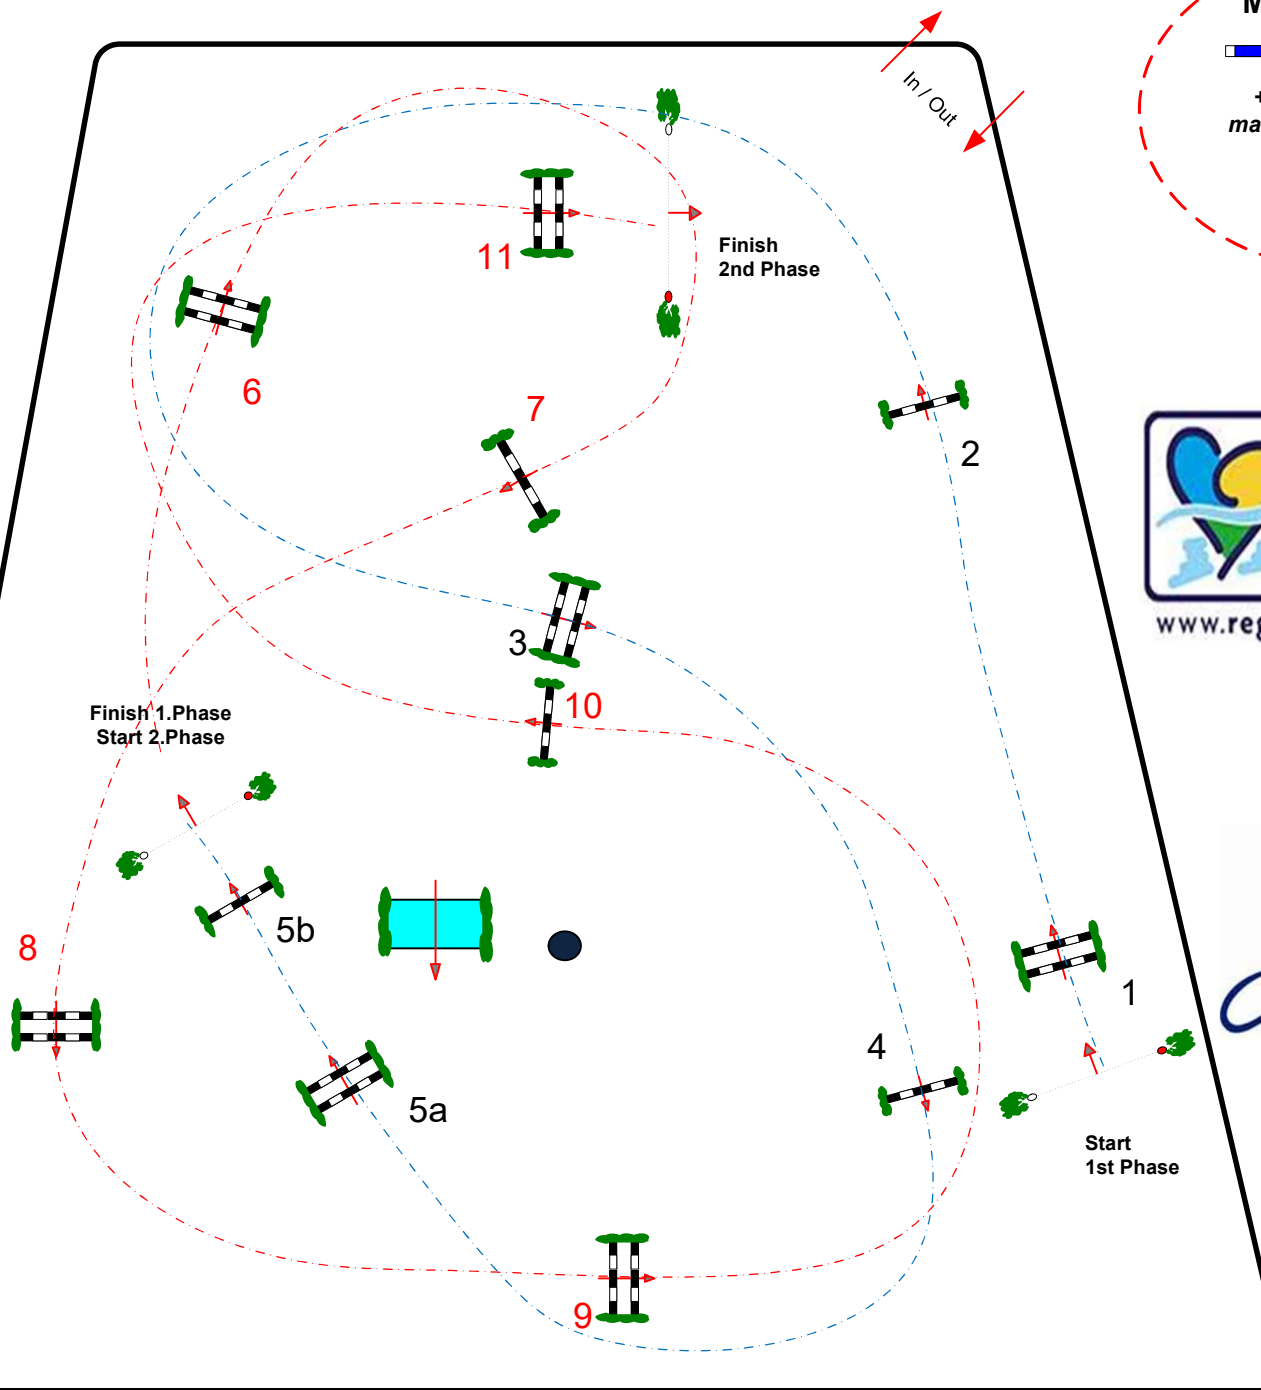 M
+
ma
In / Out
11
Finish
2nd Phase
6
7
2
www.reg
3
10
Finish 1.Phase
Start 2.Phase
5b
8
1
4
5a
Start
1st Phase
9